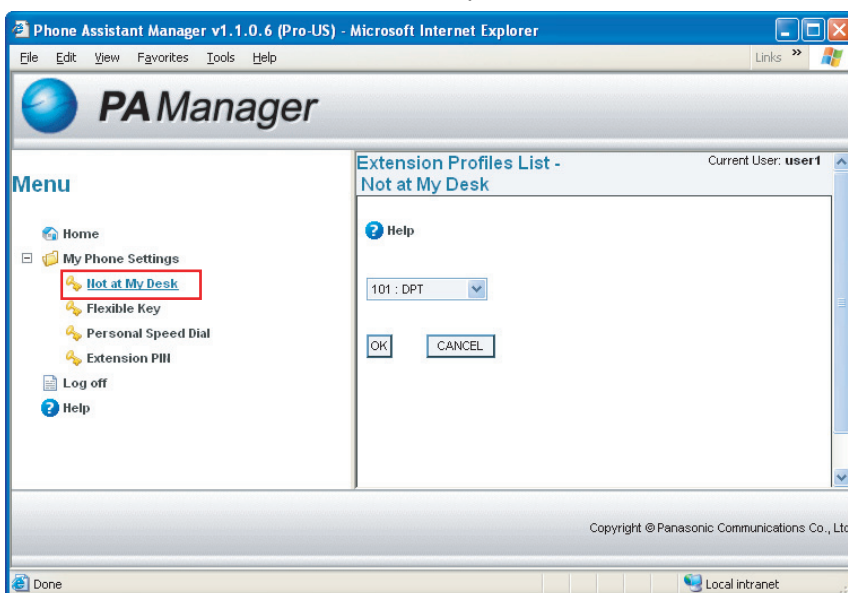 Phone Assistant Manager v1.1.0.6 (Pro-US) - Microsoft Internet Explorer
File Edit View Favorites Tools Help Links »
PAManager
Menu
Home
My Phone Settings
Not at My Desk
Flexible Key
Personal Speed Dial
Extension PIN
Log off
Help
Extension Profiles List - Current User: user1
Not at My Desk
Help
101 : DPT
OK CANCEL
Copyright © Panasonic Communications Co., Ltd
Done Local intranet